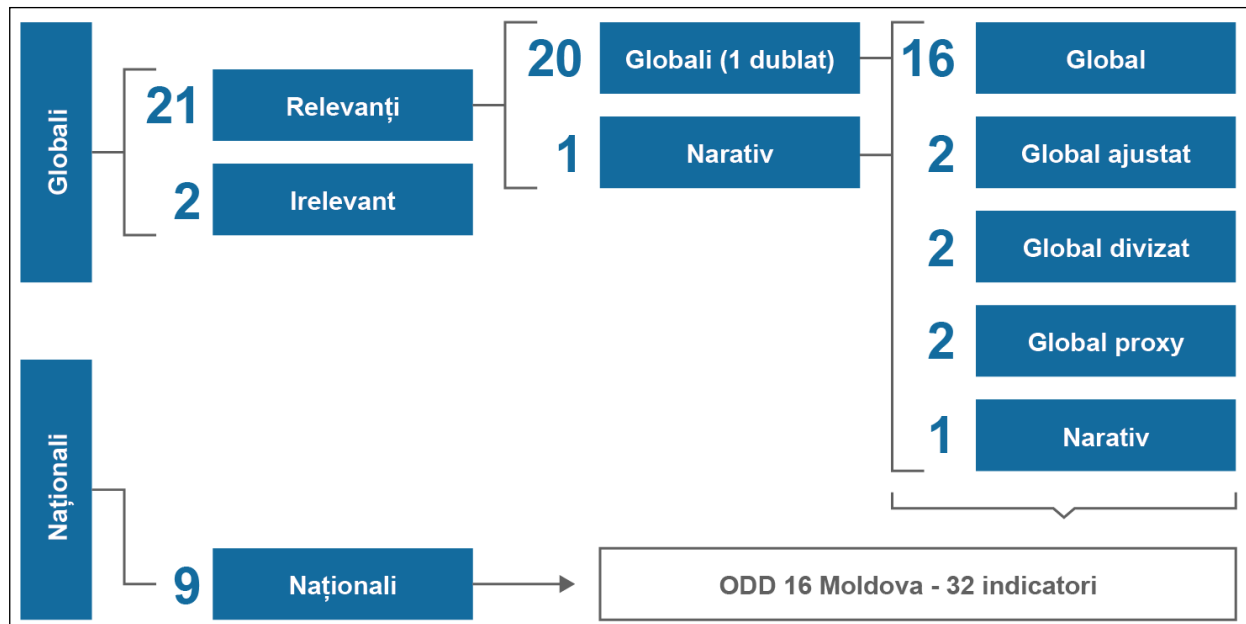 Globali
21
Relevanți
2
Irelevant
20
Globali (1 dublat)
1
Narativ
16
Global
2
Global ajustat
2
Global divizat
2
Global proxy
1
Narativ
Naționali
9
Naționali
ODD 16 Moldova - 32 indicatori